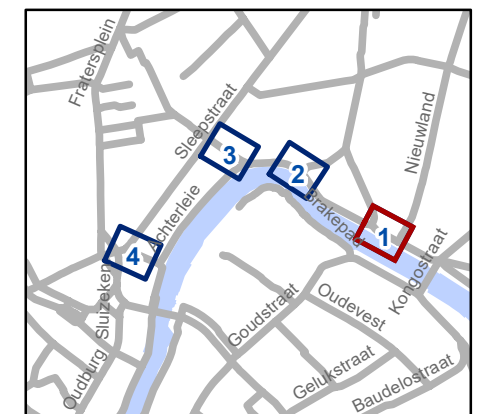 Fratersplein
Sleepstraat
Nieuwland
3
2
Brakepad
1
Achterleie
4
Kongostraat
Sluizeken
Goudstraat
Oudevest
Oudburg
Gelukstraat
Baudelostraat